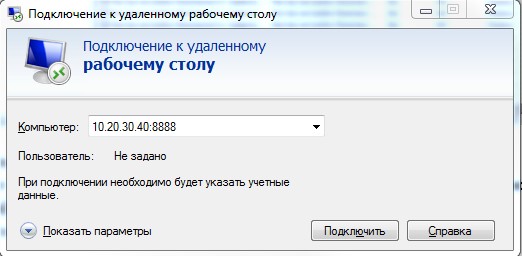 Подключение к удаленному рабочему столу
Подключение к удаленному
рабочему столу
Компьютер: 10.20.30.40:8888
Пользователь: Не задано
При подключении необходимо будет указать учетные
данные.
Показать параметры Подключить Справка